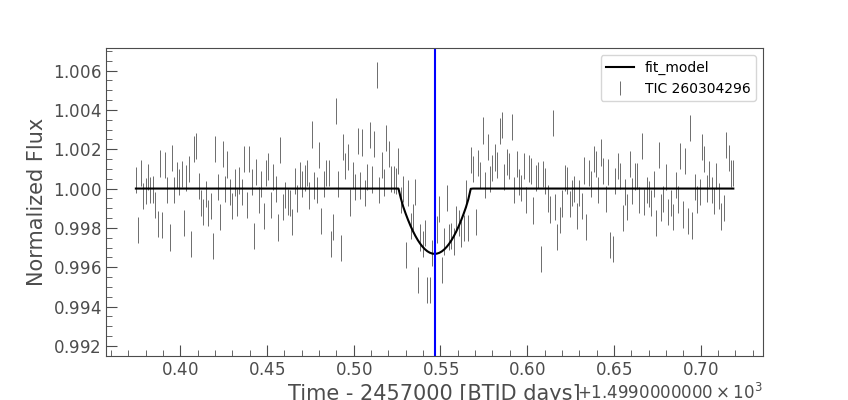 fit_model
TIC 260304296
Normalized Flux
1.006
1.004
1.002
1.000
0.998
0.996
0.994
0.992
0.40 0.45 0.50 0.55 0.60 0.65 0.70
Time - 2457000 [BTJD days]
+1.4990000000 × 10³